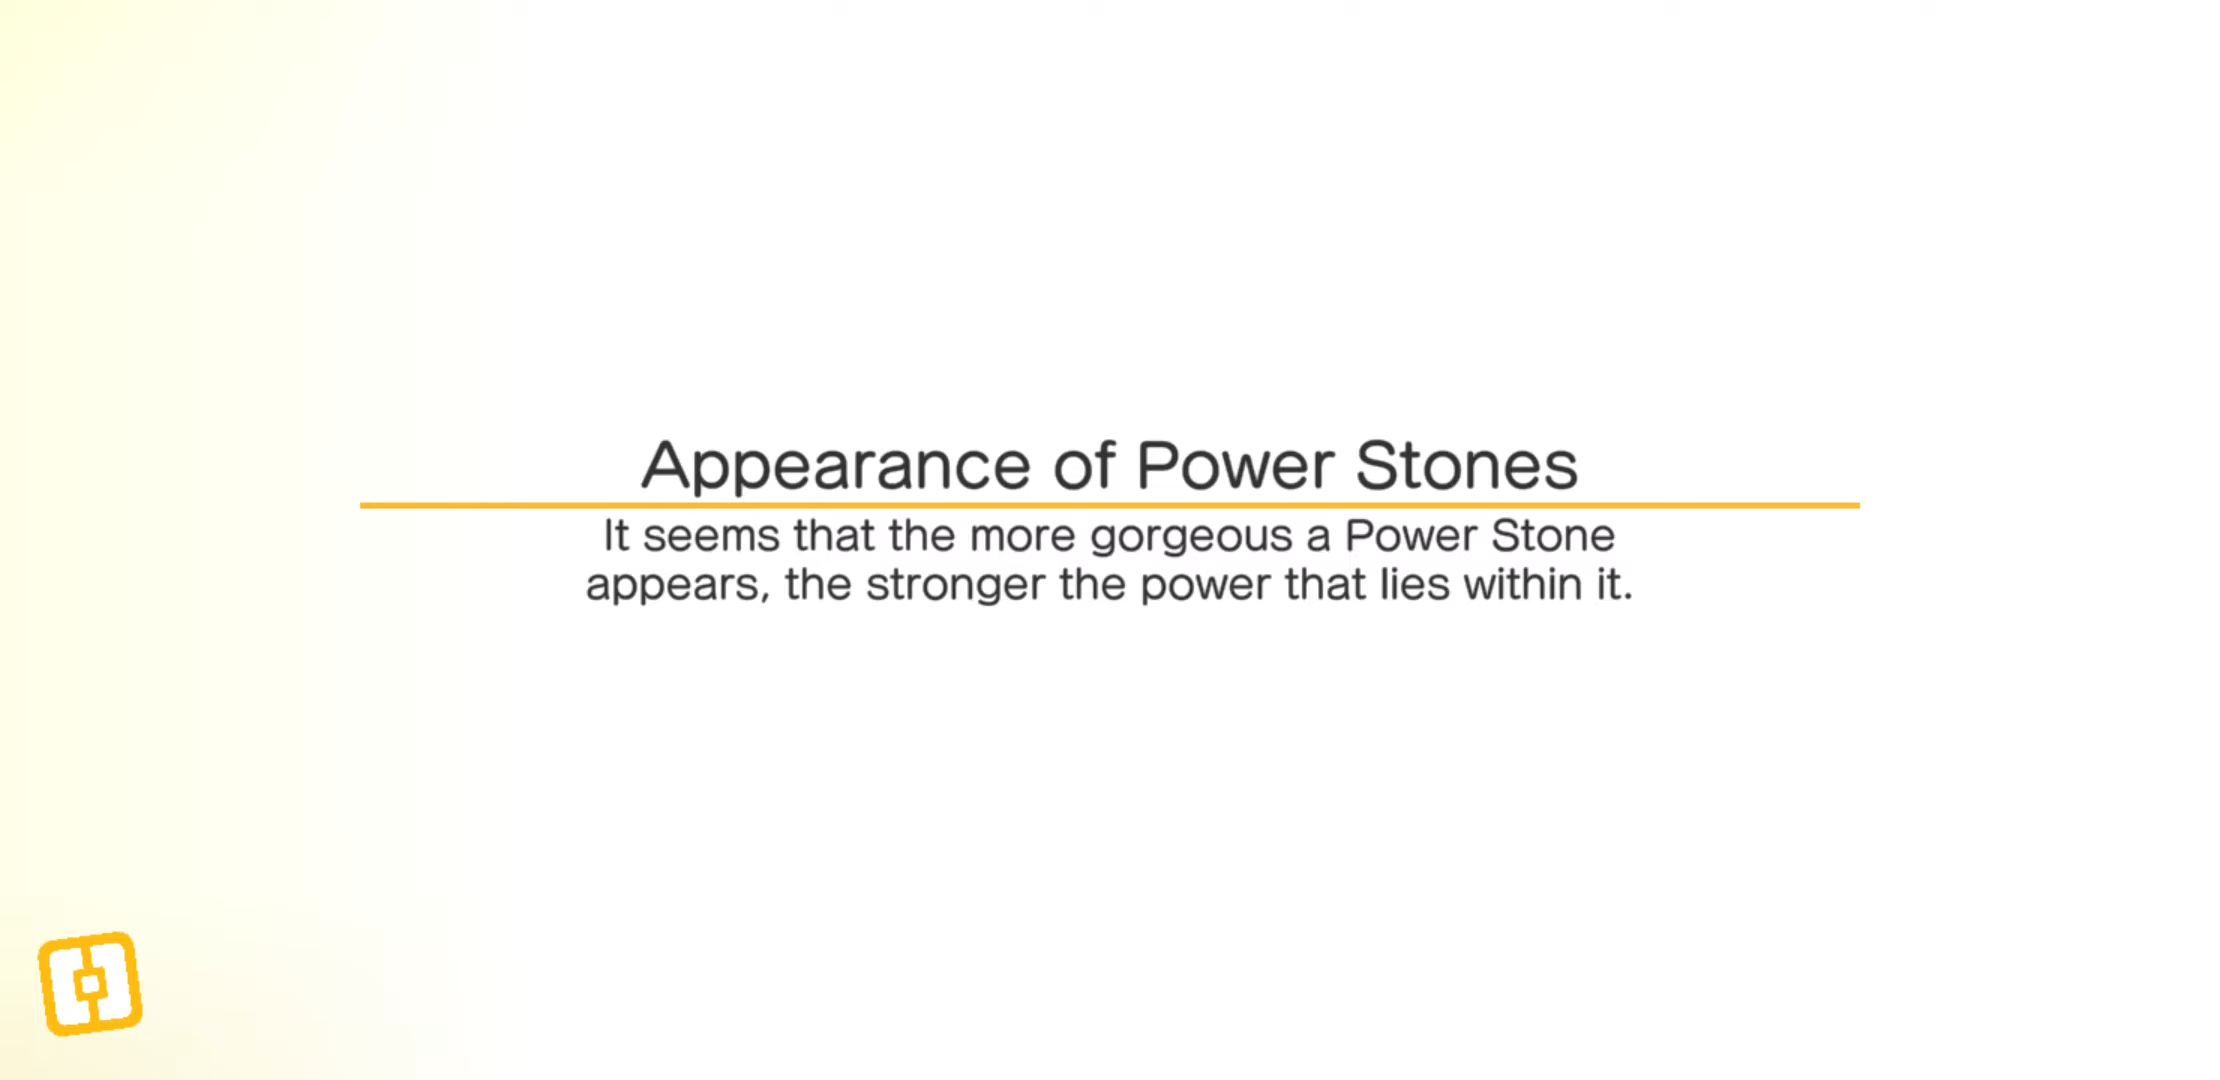 Appearance of Power Stones
It seems that the more gorgeous a Power Stone
appears, the stronger the power that lies within it.